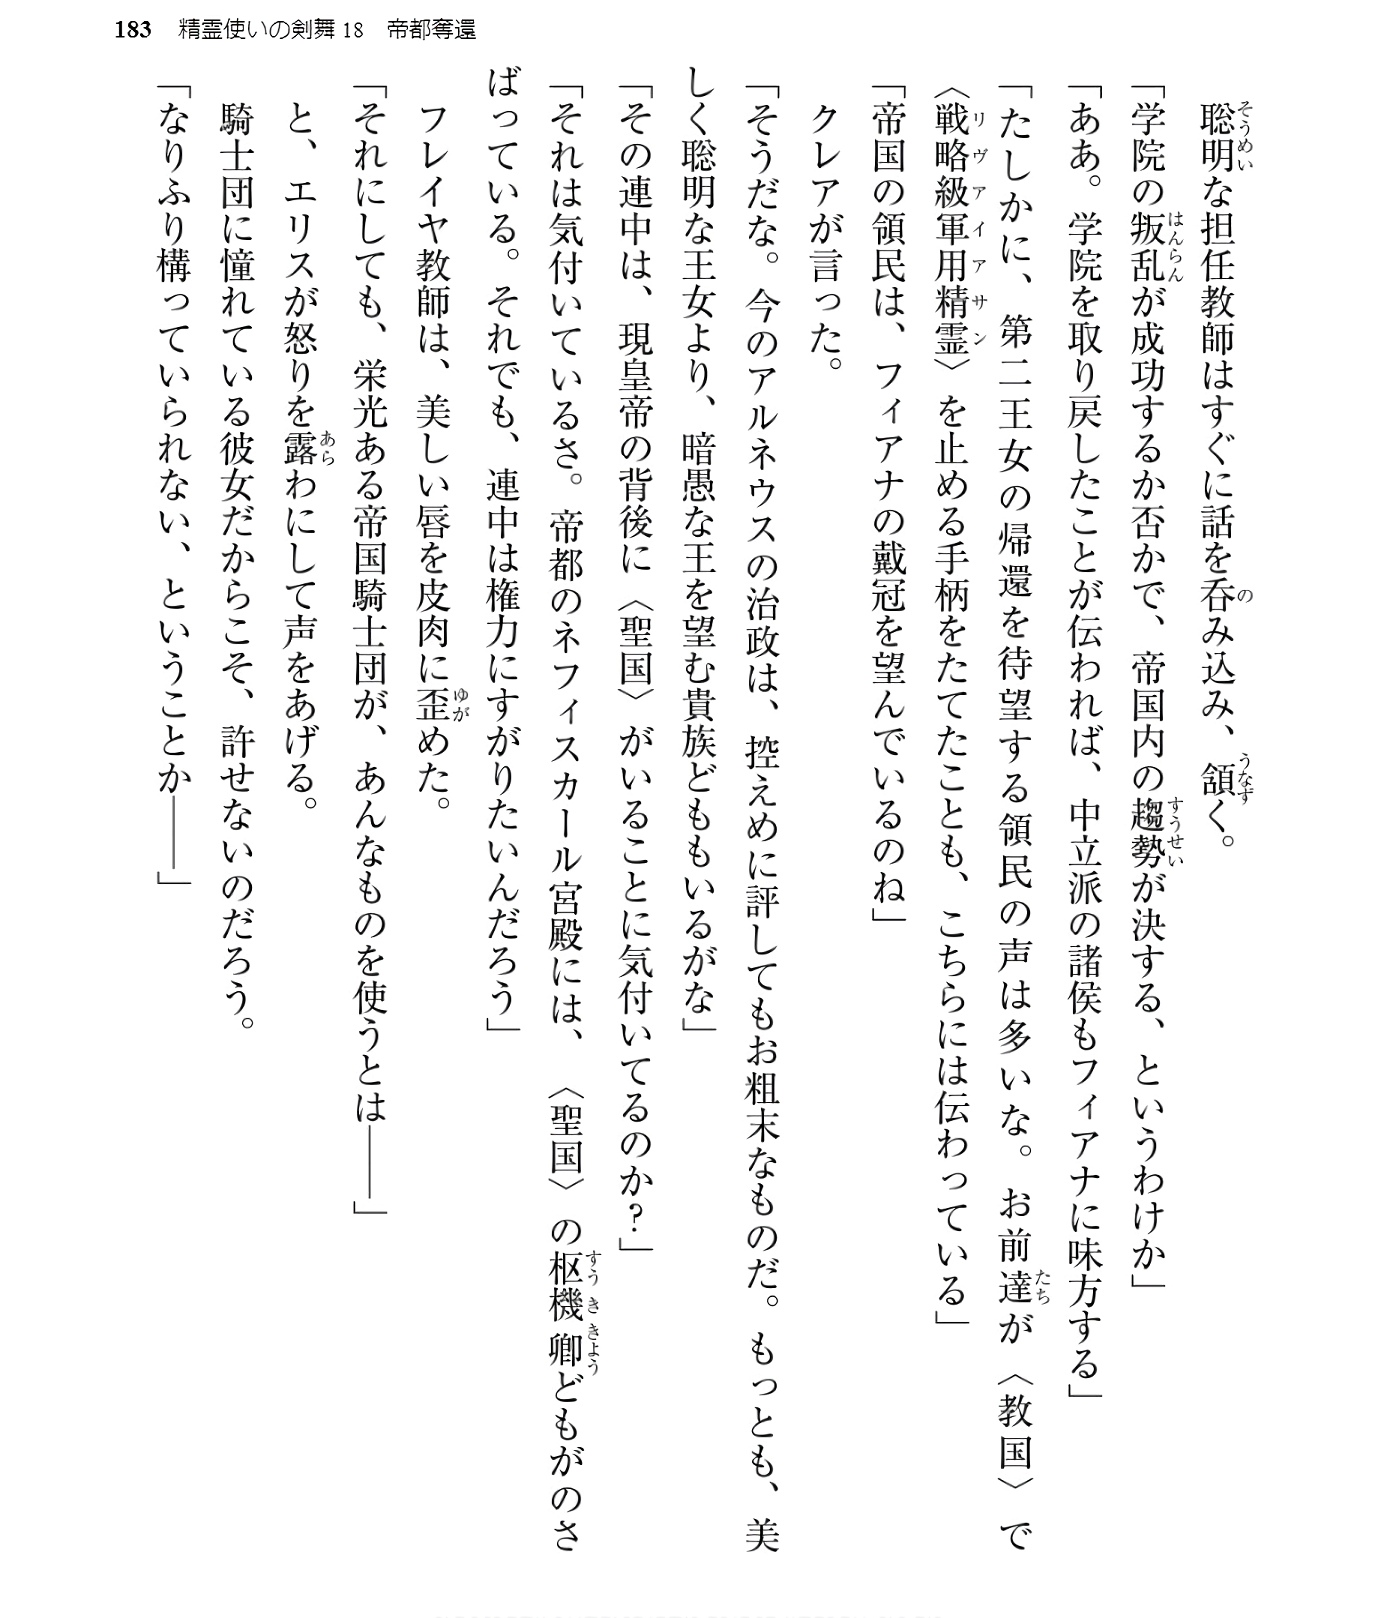 183 精霊使いの剣舞18 帝都奪還
聡明な担任教師はすぐに話を呑み込み、頷く。
「学院の叛乱が成功するか否かで、帝国内の趨勢が決する、というわけか」
「ああ。学院を取り戻したことが伝われば、中立派の諸侯もフィアナに味方する」
「たしかに、第二王女の帰還を待望する領民の声は多いな。お前達が〈教国〉で
〈戦略級軍用精霊〉を止める手柄をたてたことも、こちらには伝わっている」
「帝国の領民は、フィアナの戴冠を望んでいるのね」
クレアが言った。
「そうだな。今のアルネウスの治政は、控えめに評してもお粗末なものだ。もっとも、美
しく聡明な王女より、暗愚な王を望む貴族どももいるがな」
「その連中は、現皇帝の背後に〈聖国〉がいることに気付いてるのか?」
「それは気付いているさ。帝都のネフィスカール宮殿には、〈聖国〉の枢機卿どもがのさ
ばっている。それでも、連中は権力にすがりたいんだろう」
フレイヤ教師は、美しい唇を皮肉に歪めた。
「それにしても、栄光ある帝国騎士団が、あんなものを使うとは――」
と、エリスが怒りを露わにして声をあげる。
騎士団に憧れている彼女だからこそ、許せないのだろう。
「なりふり構っていられない、ということか――」